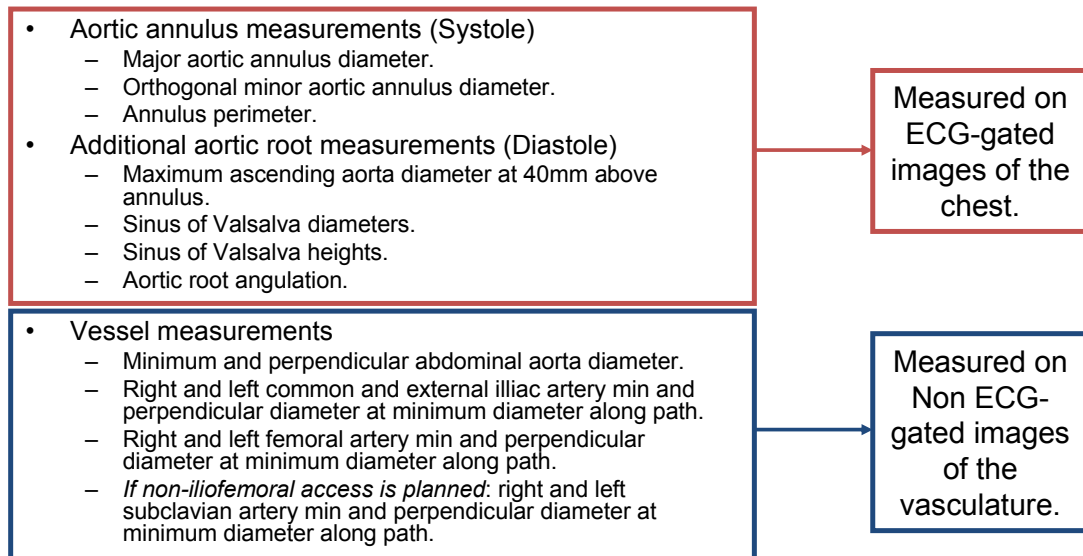 • Aortic annulus measurements (Systole)
– Major aortic annulus diameter.
– Orthogonal minor aortic annulus diameter.
– Annulus perimeter.
• Additional aortic root measurements (Diastole)
– Maximum ascending aorta diameter at 40mm above
annulus.
– Sinus of Valsalva diameters.
– Sinus of Valsalva heights.
– Aortic root angulation.
Measured on
ECG-gated
images of the
chest.
• Vessel measurements
– Minimum and perpendicular abdominal aorta diameter.
– Right and left common and external illiac artery min and
perpendicular diameter at minimum diameter along path.
– Right and left femoral artery min and perpendicular
diameter at minimum diameter along path.
– If non-iliofemoral access is planned: right and left
subclavian artery min and perpendicular diameter at
minimum diameter along path.
Measured on
Non ECG-
gated images
of the
vasculature.